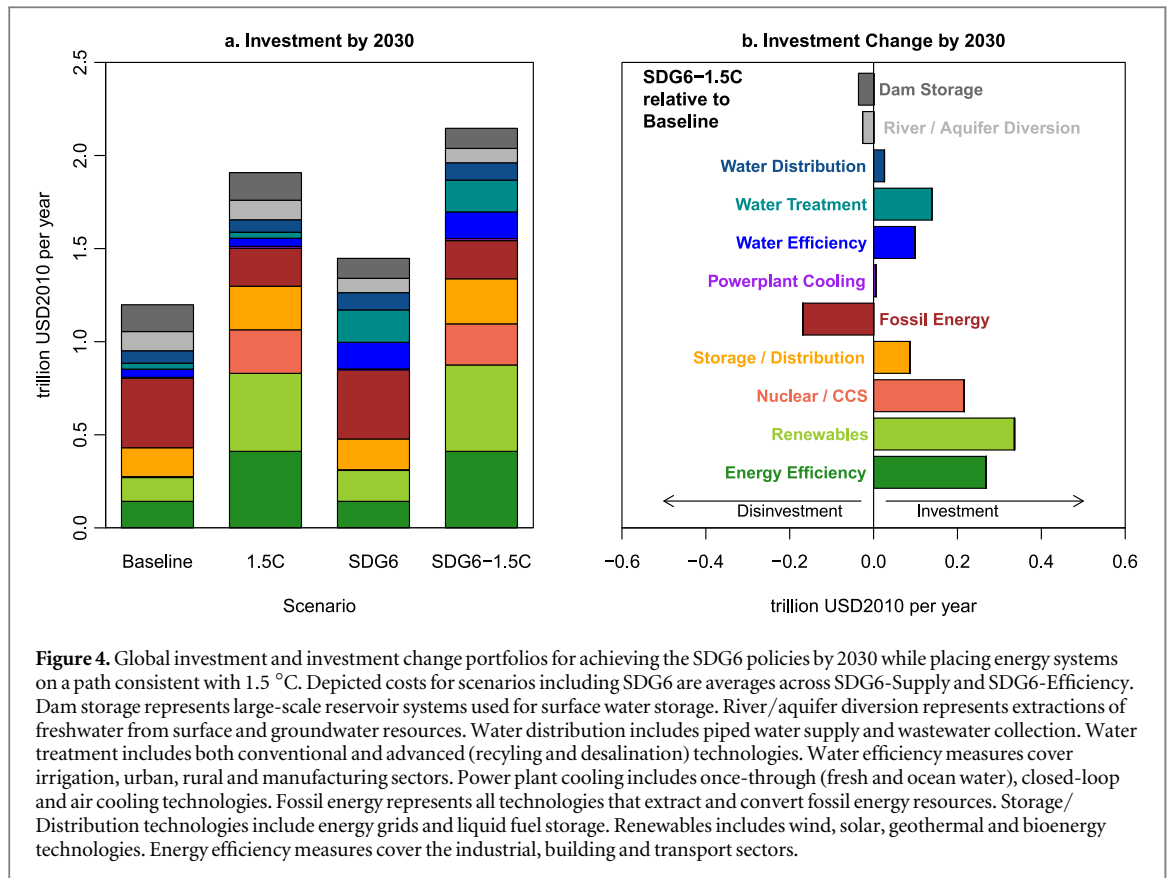 a. Investment by 2030
2.5
2.0
1.5
1.0
0.5
0.0
trillion USD2010 per year
Baseline
1.5C
SDG6
SDG6−1.5C
Scenario
b. Investment Change by 2030
SDG6−1.5C
relative to
Baseline
Dam Storage
River / Aquifer Diversion
Water Distribution
Water Treatment
Water Efficiency
Powerplant Cooling
Fossil Energy
Storage / Distribution
Nuclear / CCS
Renewables
Energy Efficiency
Disinvestment
Investment
−0.6
−0.4
−0.2
0.0
0.2
0.4
0.6
trillion USD2010 per year
Figure 4. Global investment and investment change portfolios for achieving the SDG6 policies by 2030 while placing energy systems
on a path consistent with 1.5 °C. Depicted costs for scenarios including SDG6 are averages across SDG6-Supply and SDG6-Efficiency.
Dam storage represents large-scale reservoir systems used for surface water storage. River/aquifer diversion represents extractions of
freshwater from surface and groundwater resources. Water distribution includes piped water supply and wastewater collection. Water
treatment includes both conventional and advanced (recyling and desalination) technologies. Water efficiency measures cover
irrigation, urban, rural and manufacturing sectors. Power plant cooling includes once-through (fresh and ocean water), closed-loop
and air cooling technologies. Fossil energy represents all technologies that extract and convert fossil energy resources. Storage/
Distribution technologies include energy grids and liquid fuel storage. Renewables includes wind, solar, geothermal and bioenergy
technologies. Energy efficiency measures cover the industrial, building and transport sectors.